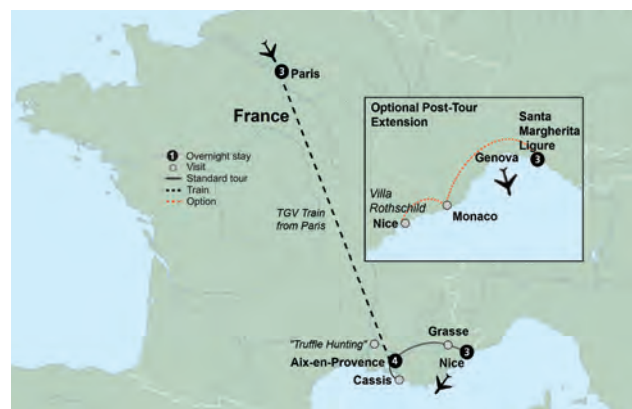 3 Paris
France
1 Overnight stay
Visit
Standard tour
Train
Option
TGV Train
from Paris
Optional Post-Tour
Extension
Santa
Margherita
Ligure
3
Genova
Villa
Rothschild
Nice
Monaco
"Truffle Hunting"
Grasse
3
Aix-en-Provence 4
Nice
Cassis